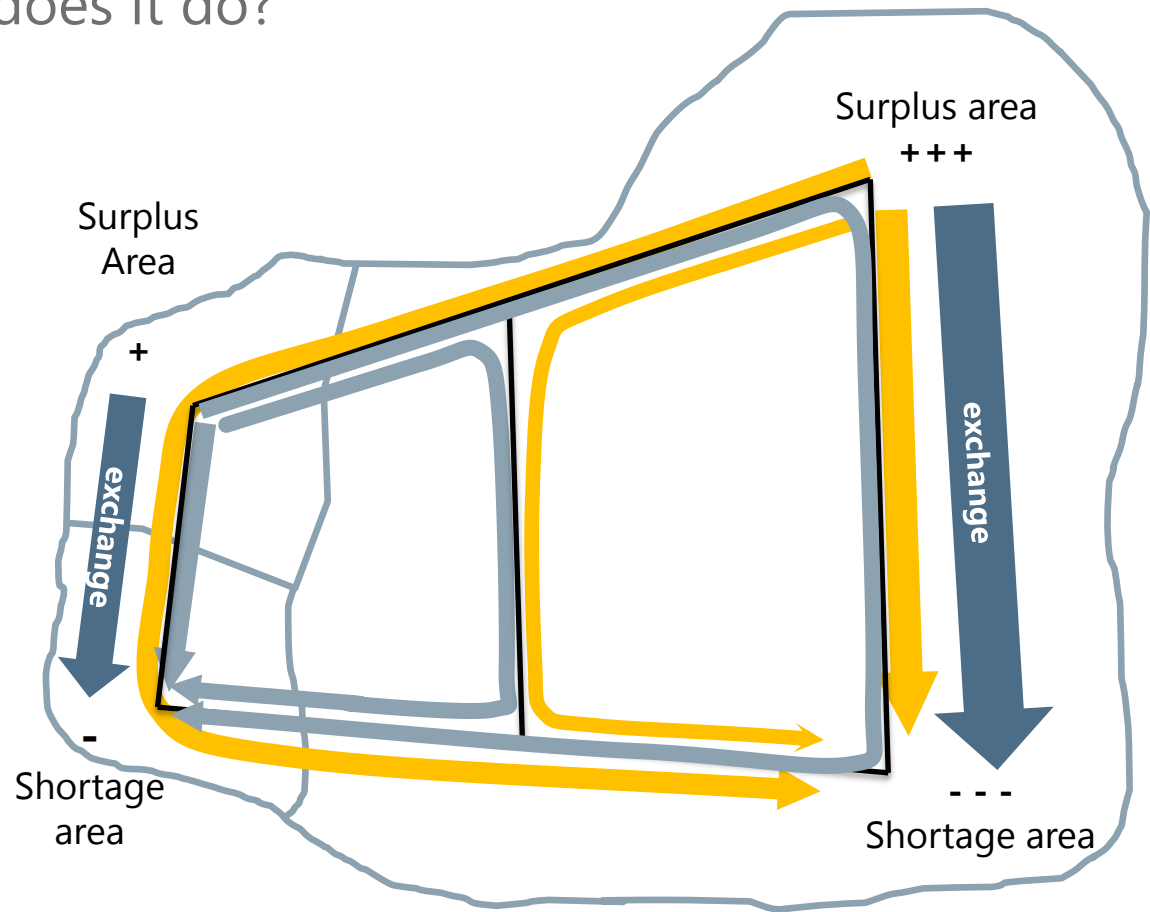 does it do?
Surplus area
+++
Surplus
Area
+
exchange
exchange
-
Shortage
area
---
Shortage area